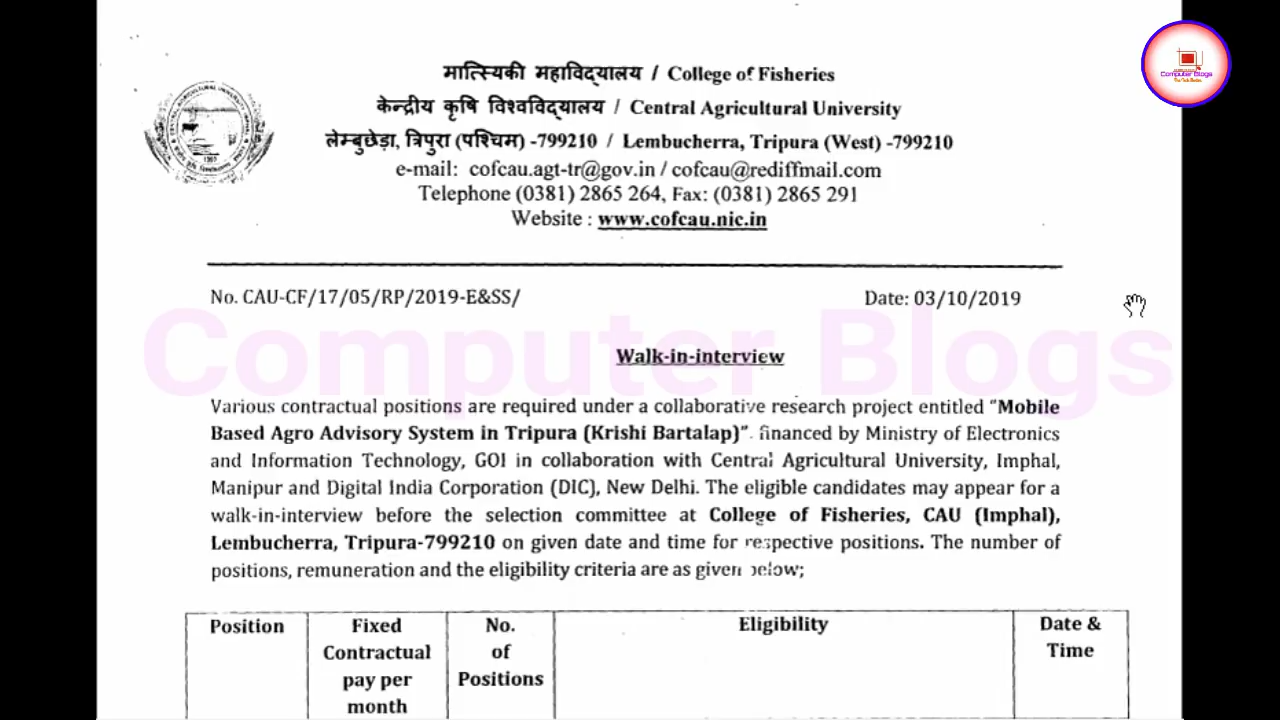 मात्स्यिकी महाविद्यालय / College of Fisheries
केन्द्रीय कृषि विश्वविद्यालय / Central Agricultural University
लेम्बुछेड़ा, त्रिपुरा (पश्चिम) -799210 / Lembucherra, Tripura (West) -799210
e-mail: cofcau.agt-tr@gov.in / cofcau@rediffmail.com
Telephone (0381) 2865 264, Fax: (0381) 2865 291
Website : www.cofcau.nic.in
Computer Blogs
No. CAU-CF/17/05/RP/2019-E&SS/ Date: 03/10/2019
Computer Blogs
Walk-in-interview
Various contractual positions are required under a collaborative research project entitled "Mobile
Based Agro Advisory System in Tripura (Krishi Bartalap)". financed by Ministry of Electronics
and Information Technology, GOI in collaboration with Central Agricultural University, Imphal,
Manipur and Digital India Corporation (DIC), New Delhi. The eligible candidates may appear for a
walk-in-interview before the selection committee at College of Fisheries, CAU (Imphal),
Lembucherra, Tripura-799210 on given date and time for respective positions. The number of
positions, remuneration and the eligibility criteria are as given below;
Position
Fixed
Contractual
pay per
month
No.
of
Positions
Eligibility
Date &
Time